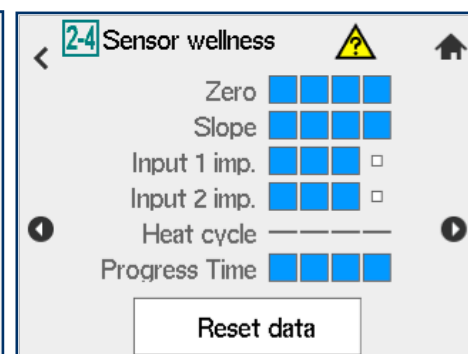 2-4 Sensor wellness
Zero
Slope
Input 1 imp.
Input 2 imp.
Heat cycle
Progress Time
Reset data